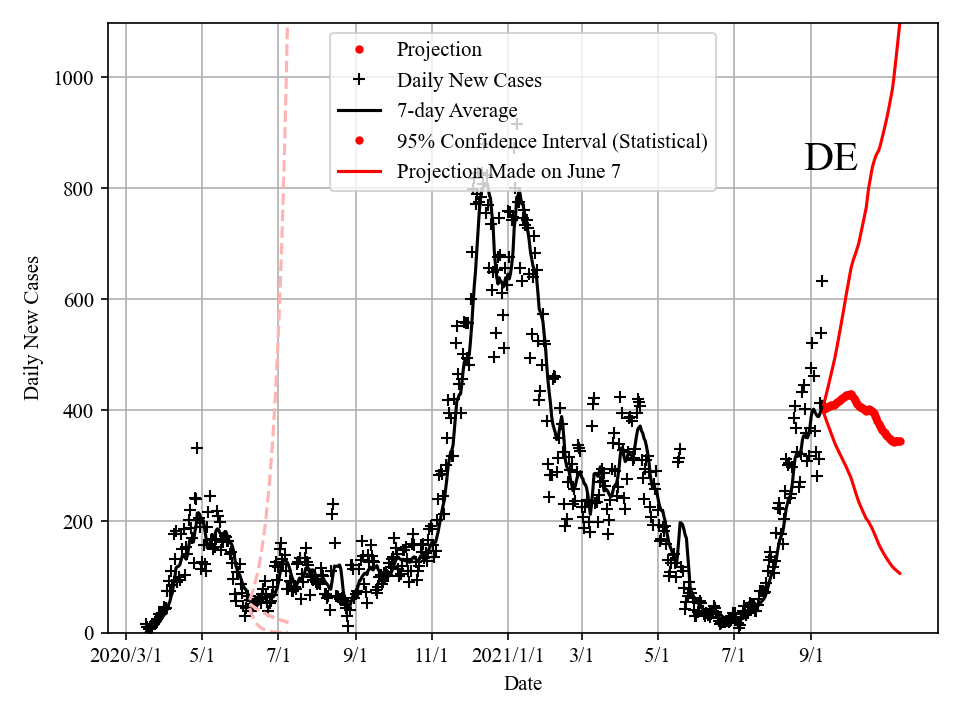 1000
800
600
400
200
0
Daily New Cases
Projection
Daily New Cases
7-day Average
95% Confidence Interval (Statistical)
Projection Made on June 7
DE
2020/3/1 5/1 7/1 9/1 11/1 2021/1/1 3/1 5/1 7/1 9/1
Date